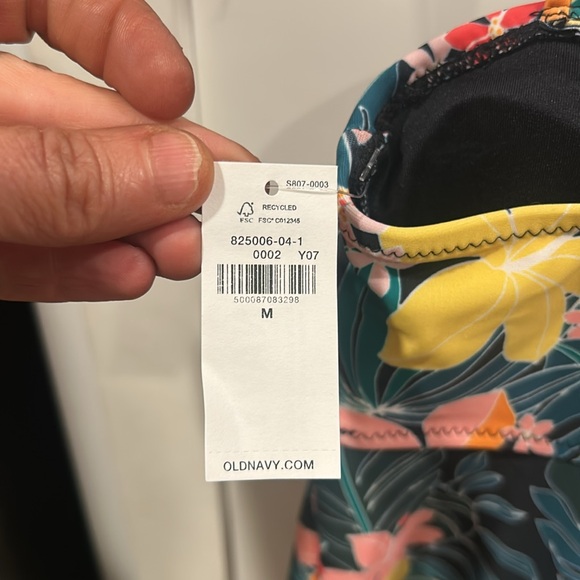 S807-0003
RECYCLED
FSC FSC® C012345
825006-04-1
0002 Y07
500087083298
M
OLDNAVY.COM